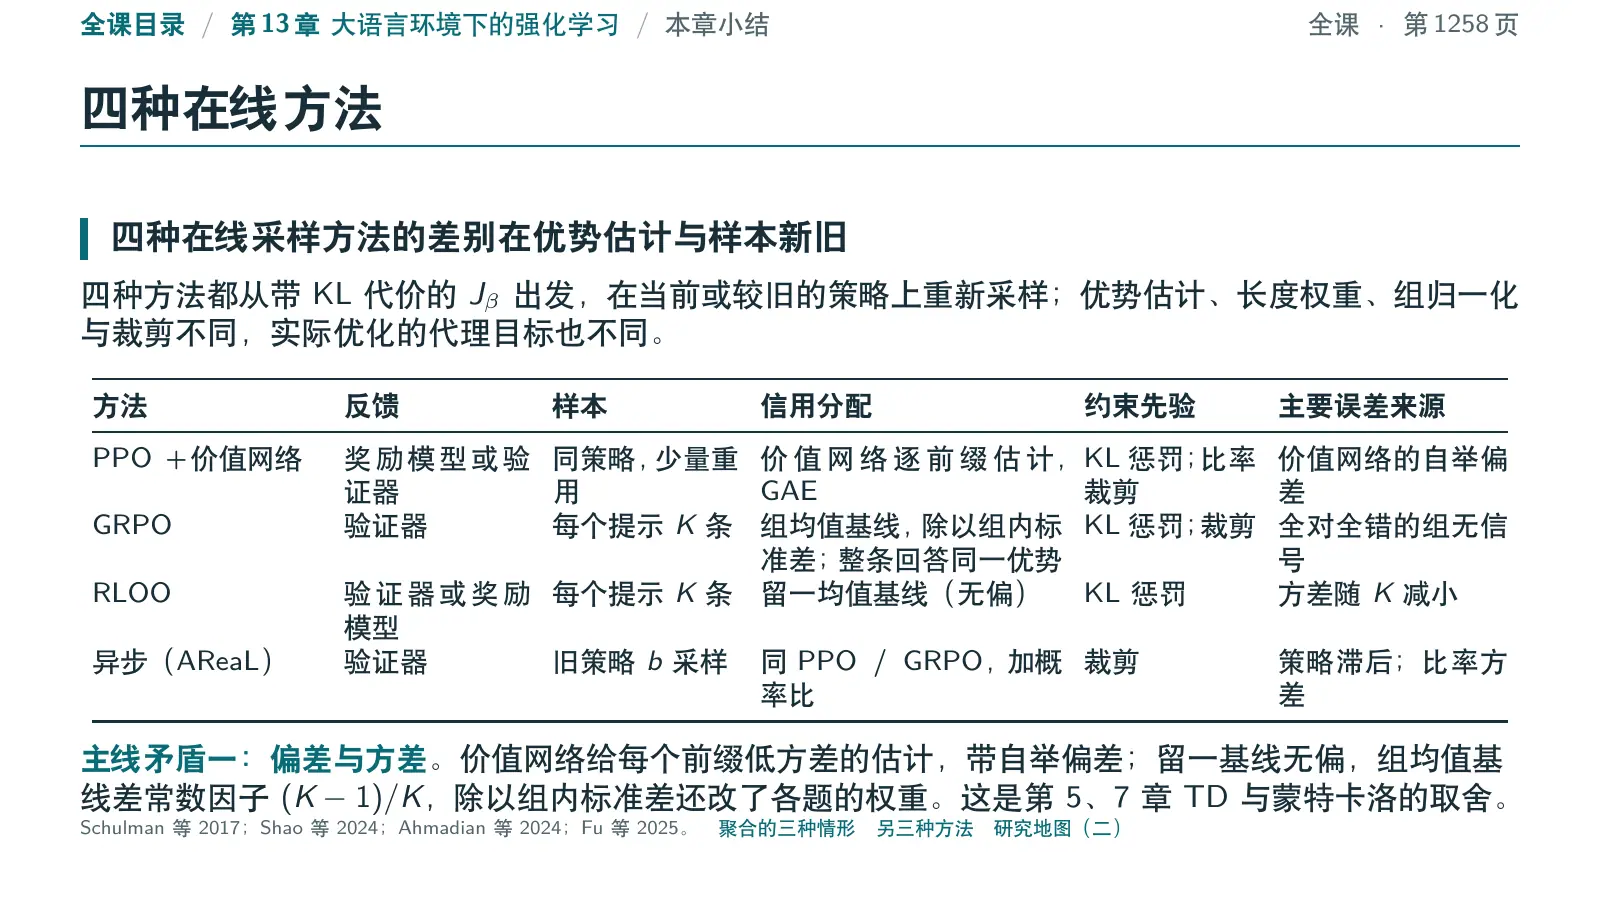 全课目录 / 第13章 大语言环境下的强化学习 / 本章小结 全课 · 第1258页
四种在线方法
四种在线采样方法的差别在优势估计与样本新旧
四种方法都从带 KL 代价的 Jβ 出发，在当前或较旧的策略上重新采样；优势估计、长度权重、组归一化
与裁剪不同，实际优化的代理目标也不同。
方法 反馈 样本 信用分配 约束先验 主要误差来源
PPO +价值网络 奖励模型或验 同策略，少量重 价值网络逐前缀估计， KL 惩罚；比率 价值网络的自举偏
证器 用 GAE 裁剪 差
GRPO 验证器 每个提示 K 条 组均值基线，除以组内标 KL 惩罚；裁剪 全对全错的组无信
准差；整条回答同一优势 号
RLOO 验证器或奖励 每个提示 K 条 留一均值基线（无偏） KL 惩罚 方差随 K 减小
模型
异步（AReaL） 验证器 旧策略 b 采样 同 PPO / GRPO，加概 裁剪 策略滞后；比率方
率比 差
主线矛盾一：偏差与方差。价值网络给每个前缀低方差的估计，带自举偏差；留一基线无偏，组均值基
线差常数因子 (K − 1)/K，除以组内标准差还改了各题的权重。这是第 5、7 章 TD 与蒙特卡洛的取舍。
Schulman 等 2017；Shao 等 2024；Ahmadian 等 2024；Fu 等 2025。 聚合的三种情形 另三种方法 研究地图（二）